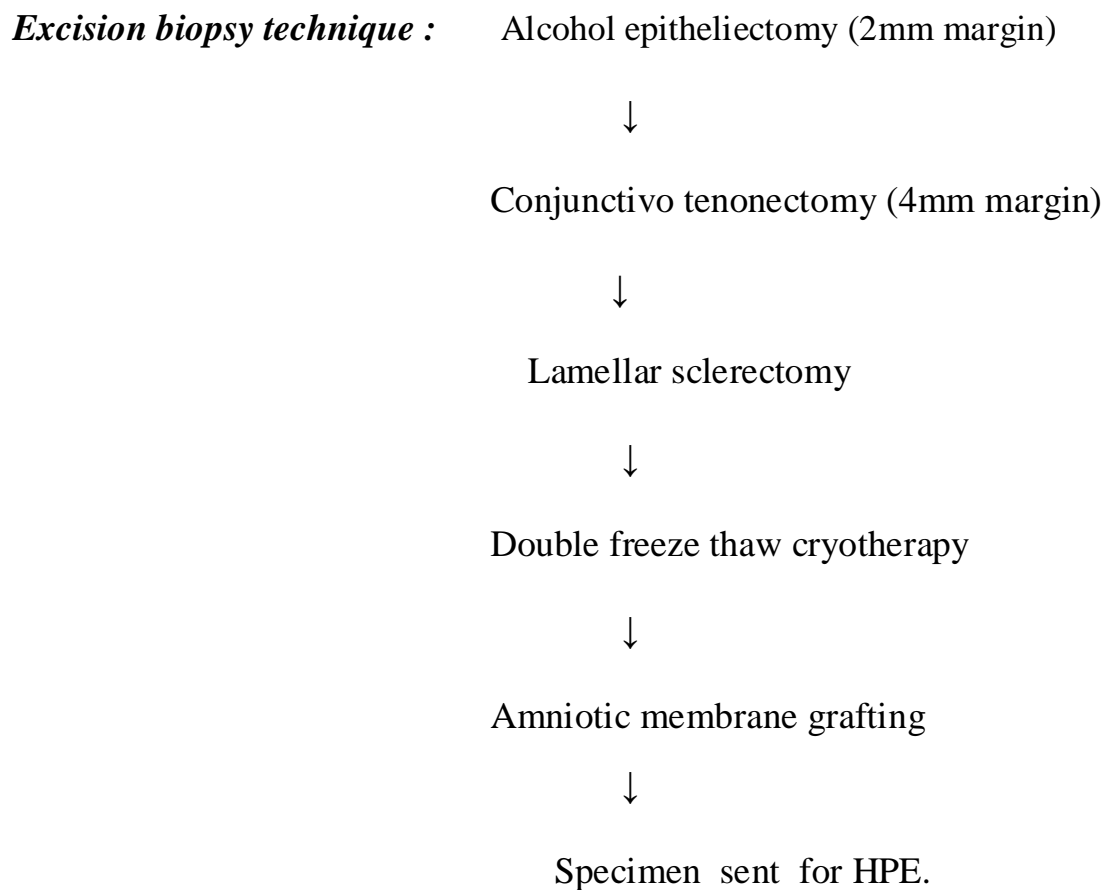 Excision biopsy technique : Alcohol epitheliectomy (2mm margin)
↓
Conjunctivo tenonectomy (4mm margin)
↓
Lamellar sclerectomy
↓
Double freeze thaw cryotherapy
↓
Amniotic membrane grafting
↓
Specimen sent for HPE.